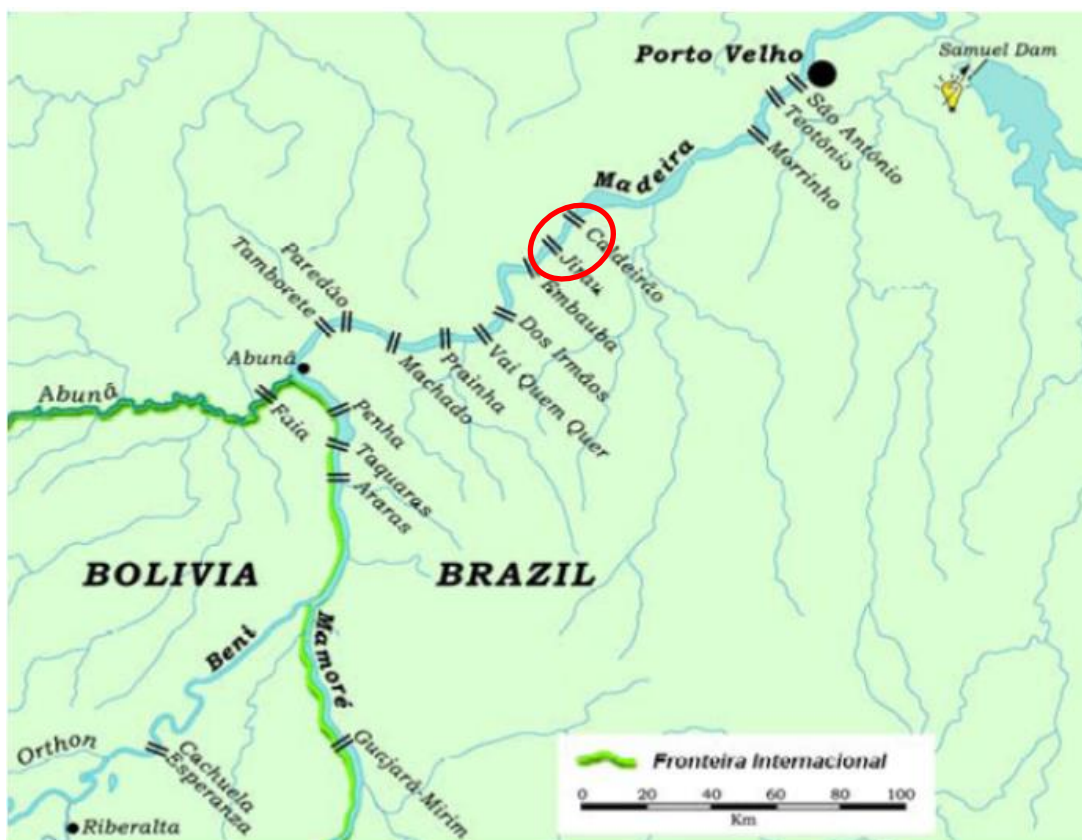 Porto Velho
Samuel Dam
São Antônio
Teotônio
Morrinho
Madeira
Caldeirão
Jirau
Embauba
Dos Irmãos
Vai Quem Quer
Prainha
Machado
Paredão
Tamborete
Abunã
Abunã
Faia
Penha
Taquaras
Araras
BOLIVIA
BRAZIL
Beni
Mamoré
Orthon
Cachuela
Esperanza
Guajará-Mirim
Riberalta
Fronteira Internacional
0 20 40 60 80 100
Km